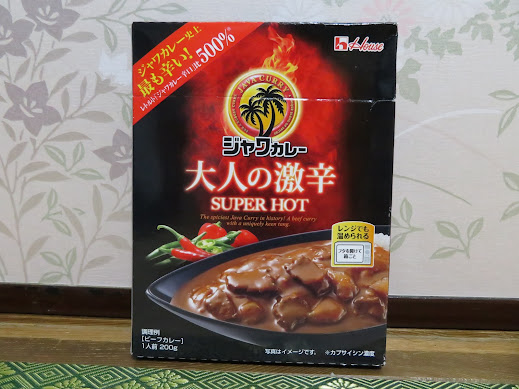 ジャワカレー史上
最も辛い!
レトルト「ジャワカレー辛口」比500%※
House
JAVA CURRY
ジャワカレー
大人の激辛
SUPER HOT
The spiciest Java Curry in history! A beef curry
with a uniquely keen tang.
レンジでも
温められる
フタを開けて
箱ごと
調理例
[ビーフカレー]
1人前 200g
写真はイメージです。
※カプサイシン濃度